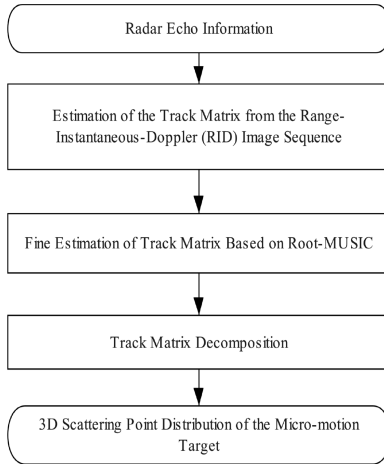 Radar Echo Information
Estimation of the Track Matrix from the Range-
Instantaneous-Doppler (RID) Image Sequence
Fine Estimation of Track Matrix Based on Root-MUSIC
Track Matrix Decomposition
3D Scattering Point Distribution of the Micro-motion
Target